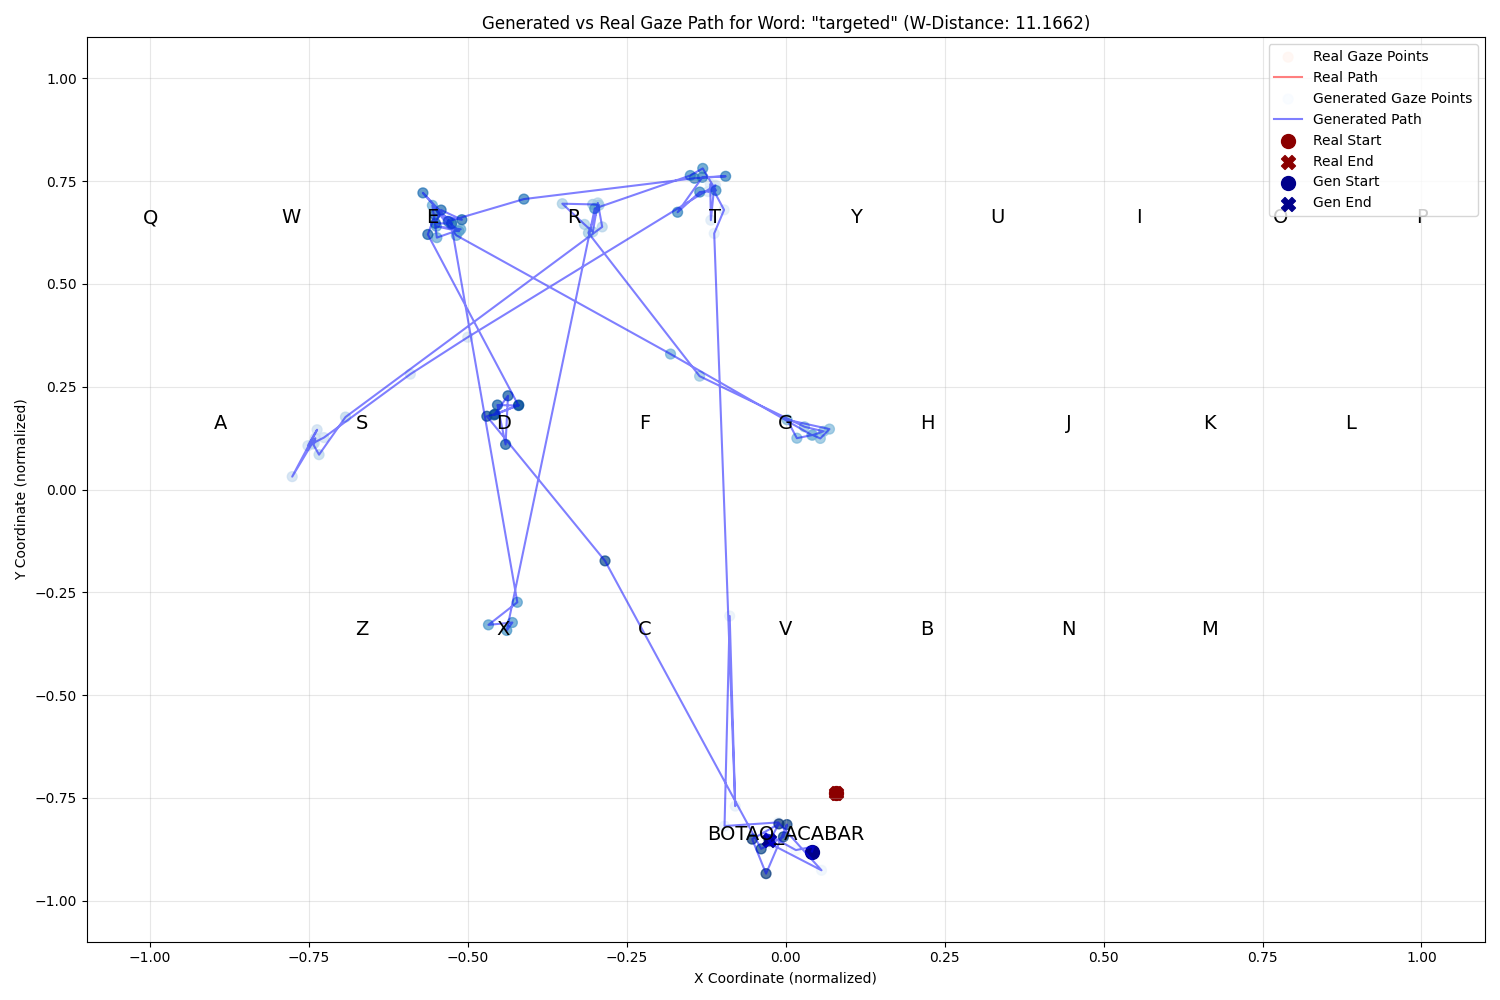 Generated vs Real Gaze Path for Word: "targeted" (W-Distance: 11.1662)
Real Gaze Points
Real Path
Generated Gaze Points
Generated Path
Real Start
Real End
Gen Start
Gen End
1.00
0.75
0.50
0.25
0.00
−0.25
−0.50
−0.75
−1.00
Y Coordinate (normalized)
Q W E R T Y U I O P
A S D F G H J K L
Z X C V B N M
BOTAO_ACABAR
−1.00 −0.75 −0.50 −0.25 0.00 0.25 0.50 0.75 1.00
X Coordinate (normalized)